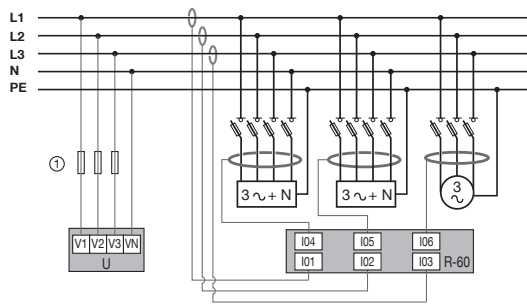 L1
L2
L3
N
PE
①
3 ∿ + N
3 ∿ + N
3 ∿
V1 V2 V3 VN
U
I04 I05 I06
I01 I02 I03
R-60